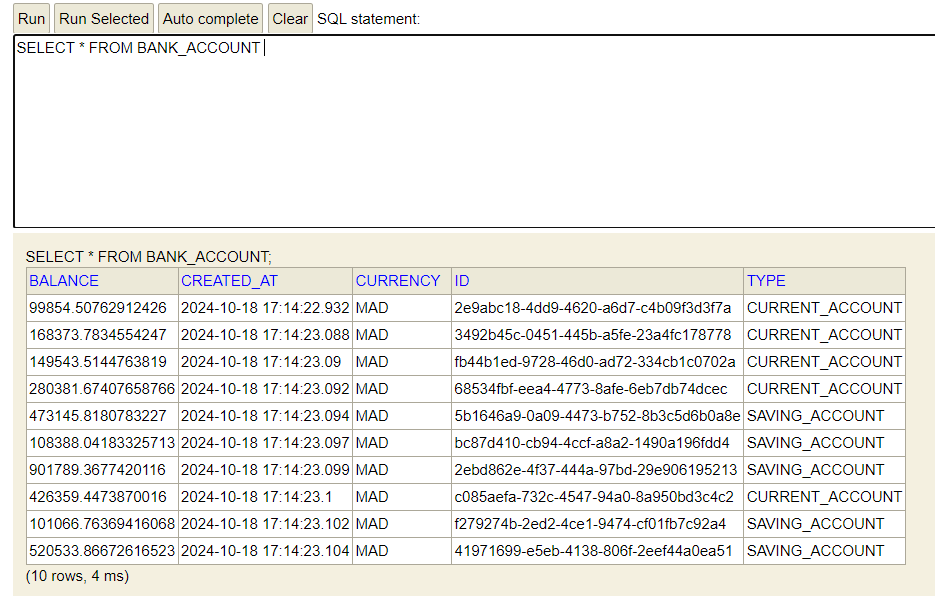 Run Run Selected Auto complete Clear SQL statement:
SELECT * FROM BANK_ACCOUNT
SELECT * FROM BANK_ACCOUNT;
BALANCE CREATED_AT CURRENCY ID TYPE
99854.50762912426 2024-10-18 17:14:22.932 MAD 2e9abc18-4dd9-4620-a6d7-c4b09f3d3f7a CURRENT_ACCOUNT
168373.7834554247 2024-10-18 17:14:23.088 MAD 3492b45c-0451-445b-a5fe-23a4fc178778 CURRENT_ACCOUNT
149543.5144763819 2024-10-18 17:14:23.09 MAD fb44b1ed-9728-46d0-ad72-334cb1c0702a CURRENT_ACCOUNT
280381.67407658766 2024-10-18 17:14:23.092 MAD 68534fbf-eea4-4773-8afe-6eb7db74dcec CURRENT_ACCOUNT
473145.8180783227 2024-10-18 17:14:23.094 MAD 5b1646a9-0a09-4473-b752-8b3c5d6b0a8e SAVING_ACCOUNT
108388.04183325713 2024-10-18 17:14:23.097 MAD bc87d410-cb94-4ccf-a8a2-1490a196fdd4 SAVING_ACCOUNT
901789.3677420116 2024-10-18 17:14:23.099 MAD 2ebd862e-4f37-444a-97bd-29e906195213 SAVING_ACCOUNT
426359.4473870016 2024-10-18 17:14:23.1 MAD c085aefa-732c-4547-94a0-8a950bd3c4c2 CURRENT_ACCOUNT
101066.76369416068 2024-10-18 17:14:23.102 MAD f279274b-2ed2-4ce1-9474-cf01fb7c92a4 SAVING_ACCOUNT
520533.86672616523 2024-10-18 17:14:23.104 MAD 41971699-e5eb-4138-806f-2eef44a0ea51 SAVING_ACCOUNT
(10 rows, 4 ms)